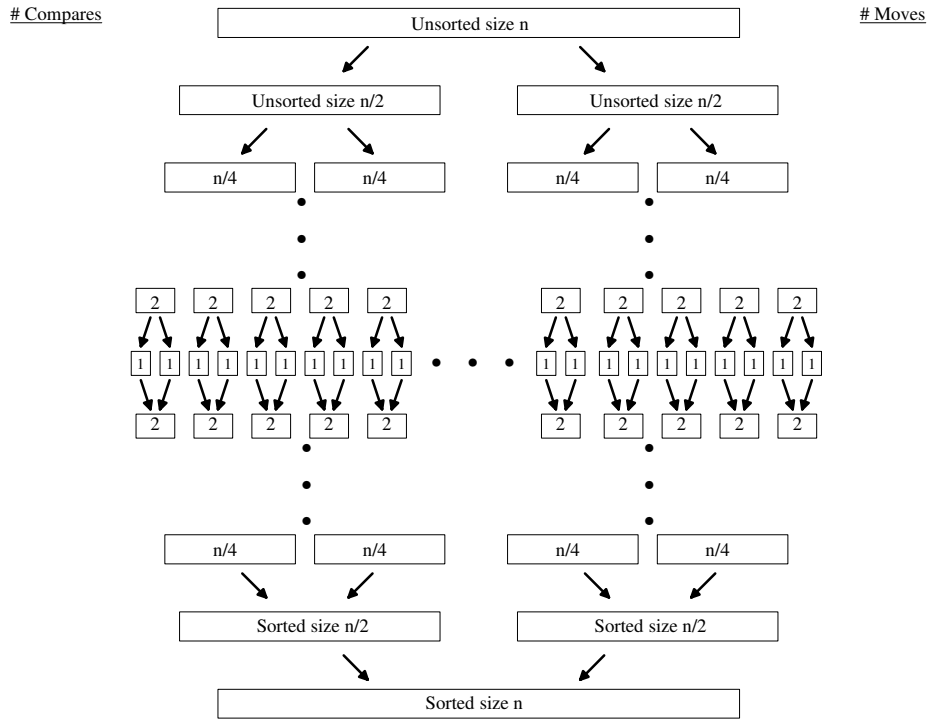 # Compares Unsorted size n # Moves
Unsorted size n/2 Unsorted size n/2
n/4 n/4 n/4 n/4
2 2 2 2 2 2 2 2 2 2
1 1 1 1 1 1 1 1 1 1 1 1 1 1 1 1 1 1 1 1
2 2 2 2 2 2 2 2 2 2
n/4 n/4 n/4 n/4
Sorted size n/2 Sorted size n/2
Sorted size n